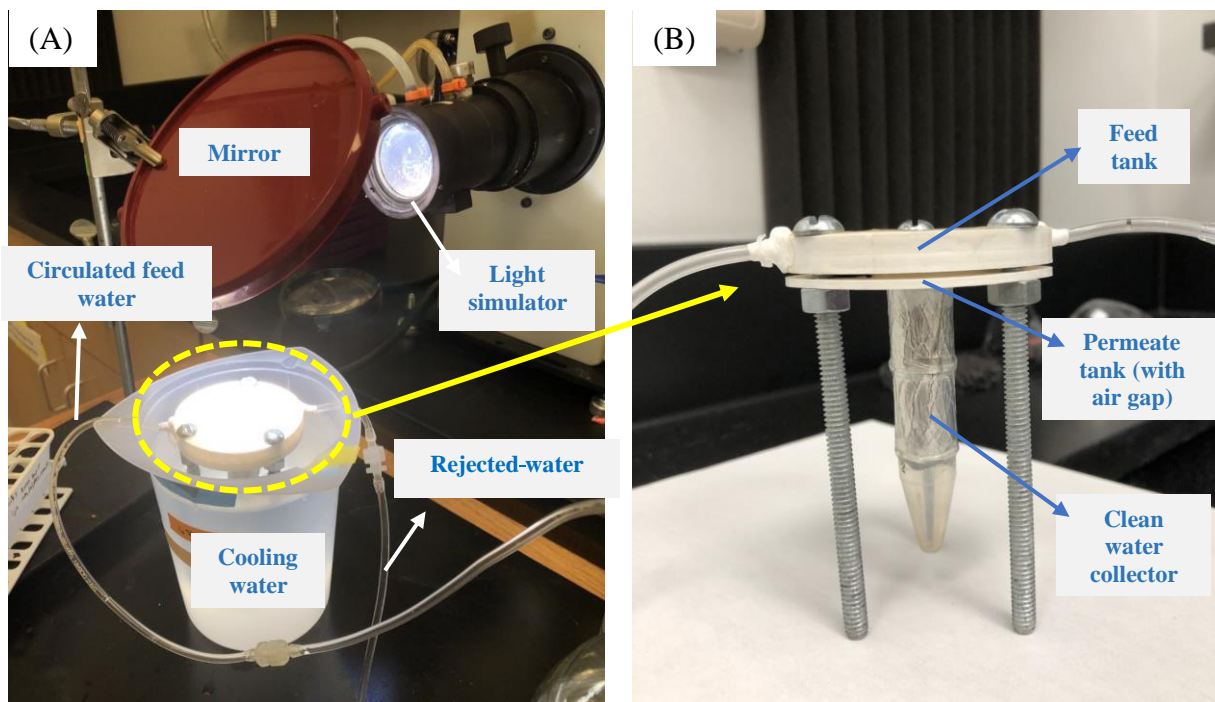 (A)
Mirror
Circulated feed
water
Light
simulator
Rejected-water
Cooling
water
(B)
Feed
tank
Permeate
tank (with
air gap)
Clean
water
collector